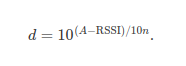 d = 10^{(A−RSSI)/10n}.